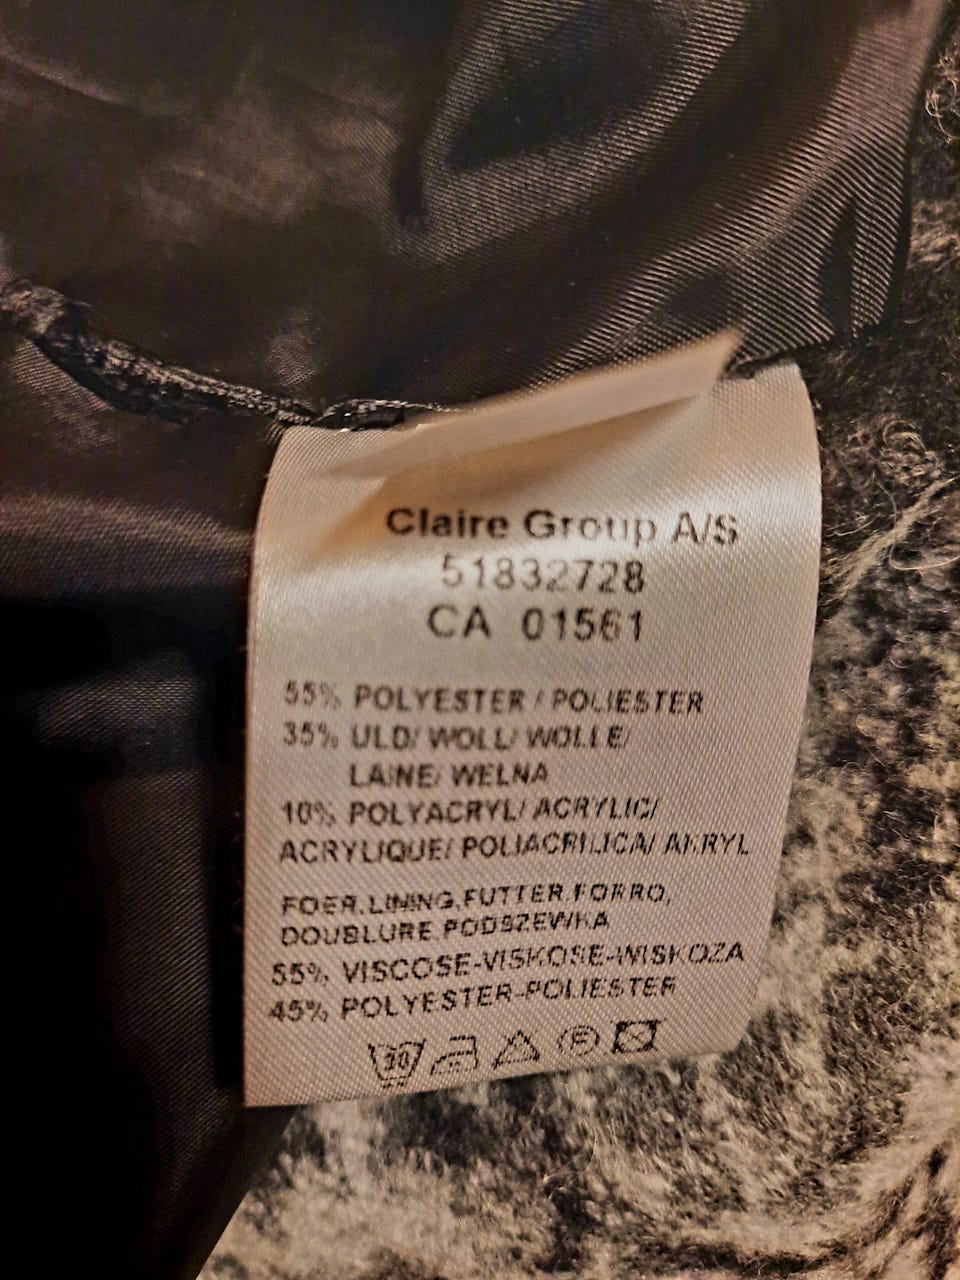 Claire Group A/S
51832728
CA 01561
55% POLYESTER / POLIESTER
35% ULD/ WOLL/ WOLLE/
LAINE/ WELNA
10% POLYACRYL/ ACRYLIC/
ACRYLIQUE/ POLIACRILICA/ AKRYL
FOER,LINING,FUTTER,FORRO,
DOUBLURE,PODSZEWKA
55% VISCOSE-VISKOSE-WISKOZA
45% POLYESTER-POLIESTER
30 F